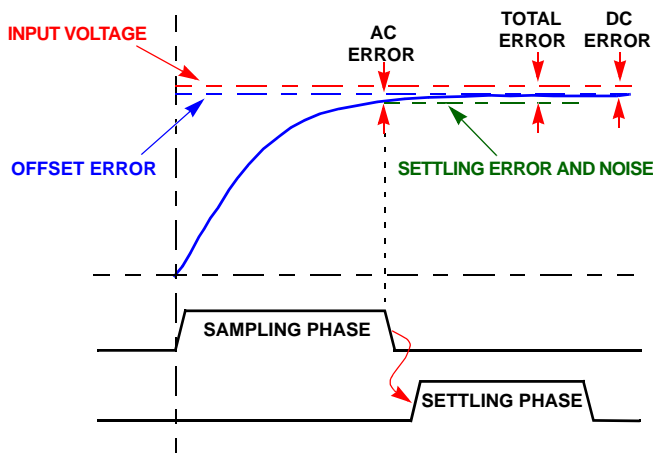 INPUT VOLTAGE
AC
ERROR
TOTAL
ERROR
DC
ERROR
OFFSET ERROR
SETTLING ERROR AND NOISE
SAMPLING PHASE
SETTLING PHASE